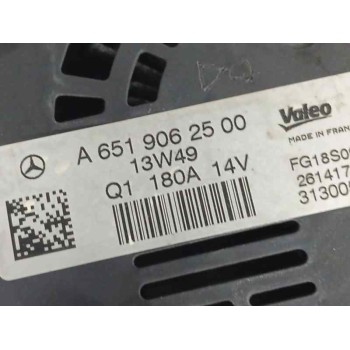 A 651 906 25 00
13W49
Q1 180A 14V
Valeo
MADE IN FRAN
FG18S0
261417
31300